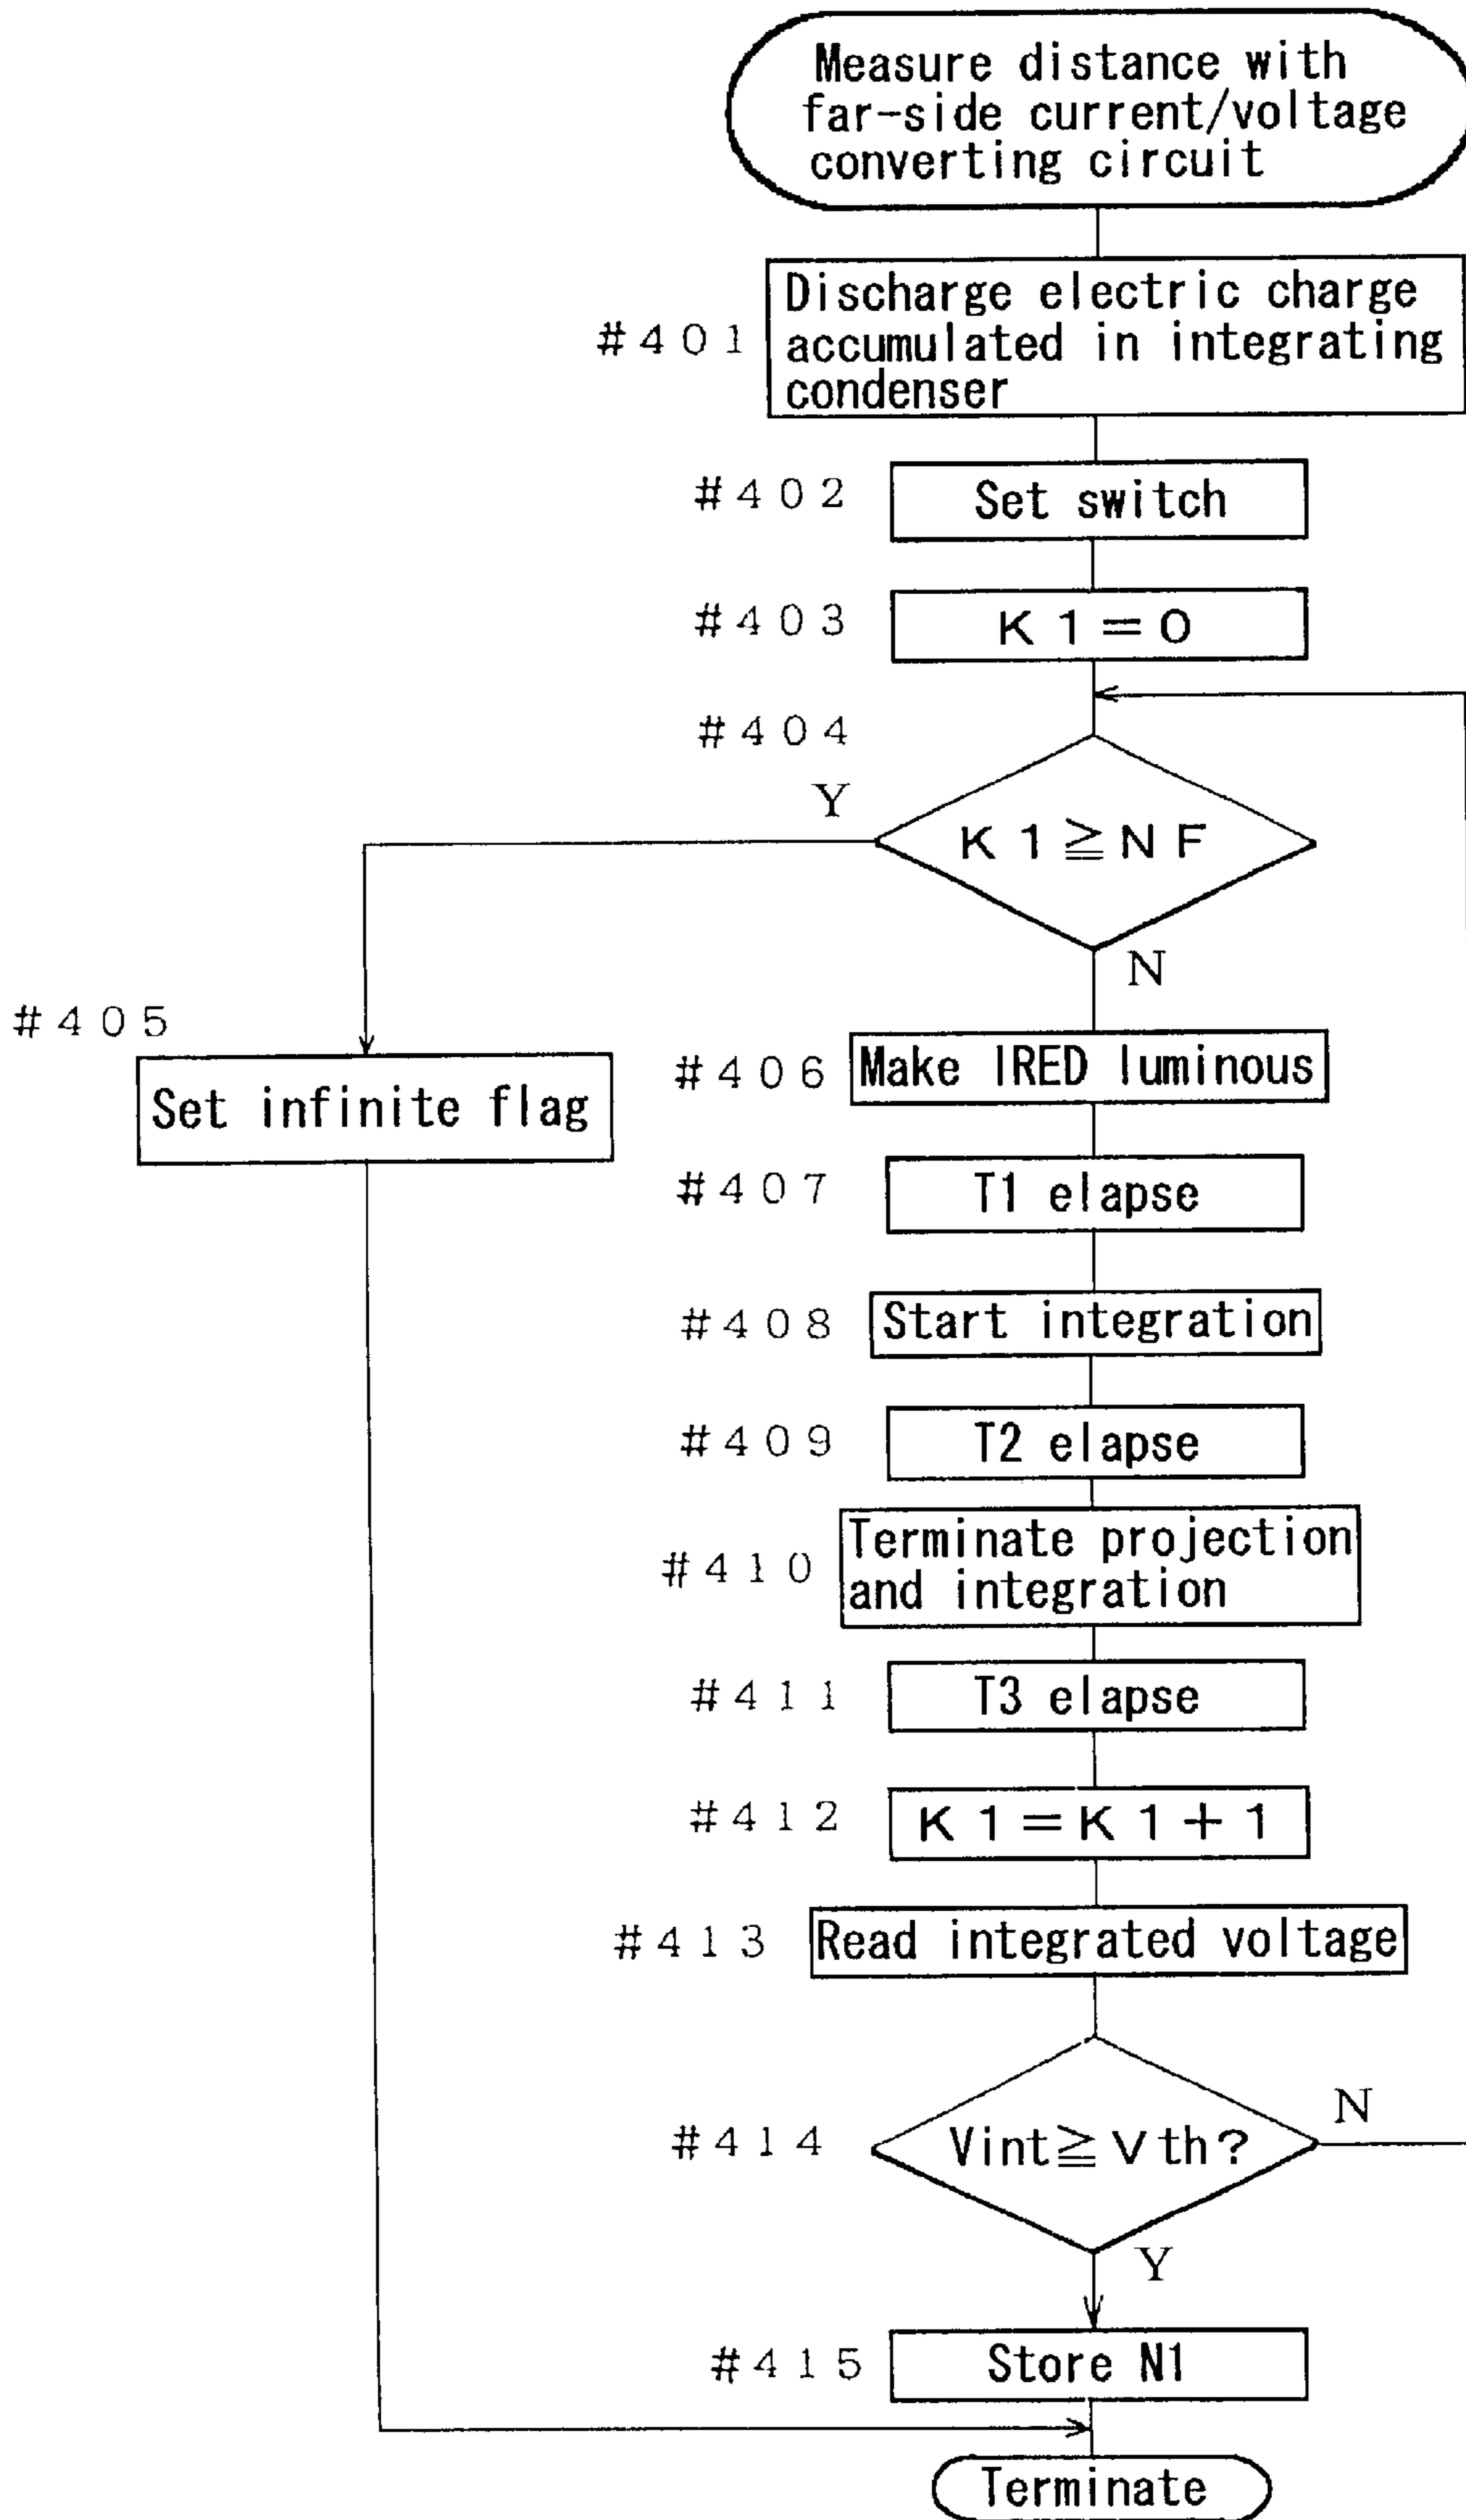 Measure distance with
far-side current/voltage
converting circuit
#401
Discharge electric charge
accumulated in integrating
condenser
#402
Set switch
#403
K1=0
#404
Y
K1≧NF
N
#405
Set infinite flag
#406
Make IRED luminous
#407
T1 elapse
#408
Start integration
#409
T2 elapse
#410
Terminate projection
and integration
#411
T3 elapse
#412
K1=K1+1
#413
Read integrated voltage
#414
Vint≧Vth?
N
Y
#415
Store N1
Terminate